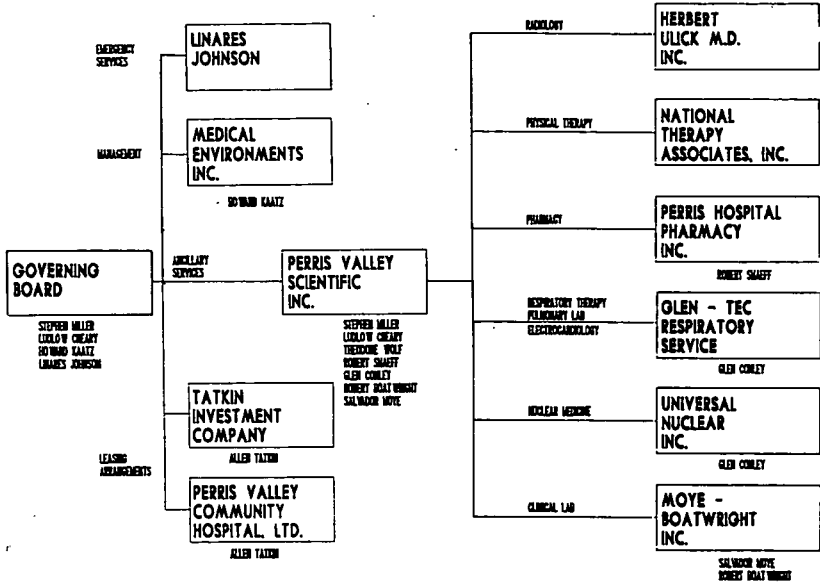 EMERGENCY
SERVICES
LINARES
JOHNSON
MANAGEMENT
MEDICAL
ENVIRONMENTS
INC.
HOWARD KAATZ
GOVERNING
BOARD
STEPHEN MILLER
LUDLOW CREARY
HOWARD KAATZ
LINARES JOHNSON
ANCILLARY
SERVICES
PERRIS VALLEY
SCIENTIFIC
INC.
STEPHEN MILLER
LUDLOW CREARY
THEODORE WOLF
ROBERT SHAEFF
GLEN CONLEY
ROBERT BOATWRIGHT
SALVADOR MOYE
TATKIN
INVESTMENT
COMPANY
ALLEN TATKIN
LEASING
ARRANGEMENTS
PERRIS VALLEY
COMMUNITY
HOSPITAL, LTD.
ALLEN TATKIN
RADIOLOGY
HERBERT
ULICK M.D.
INC.
PHYSICAL THERAPY
NATIONAL
THERAPY
ASSOCIATES, INC.
PHARMACY
PERRIS HOSPITAL
PHARMACY
INC.
ROBERT SHAEFF
RESPIRATORY THERAPY
PULMONARY LAB
ELECTROCARDIOLOGY
GLEN - TEC
RESPIRATORY
SERVICE
GLEN CONLEY
NUCLEAR MEDICINE
UNIVERSAL
NUCLEAR
INC.
GLEN CONLEY
CLINICAL LAB
MOYE -
BOATWRIGHT
INC.
SALVADOR MOYE
ROBERT BOATWRIGHT